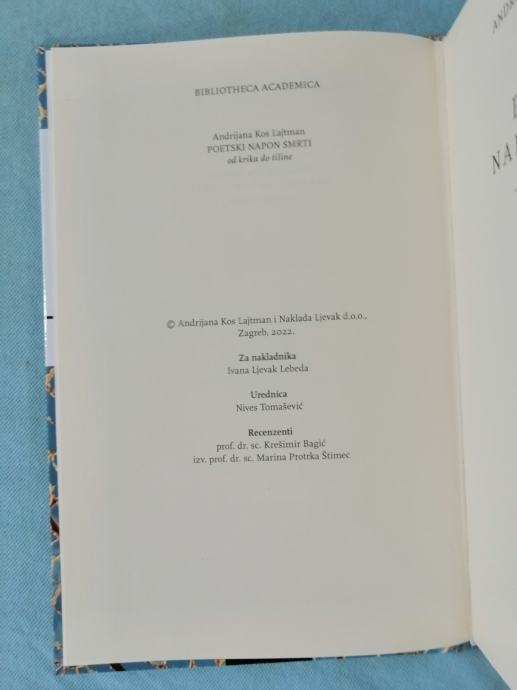 BIBLIOTHECA ACADEMICA
Andrijana Kos Lajtman
POETSKI NAPON SMRTI
od krika do tišine
© Andrijana Kos Lajtman i Naklada Ljevak d.o.o.,
Zagreb, 2022.
Za nakladnika
Ivana Ljevak Lebeda
Urednica
Nives Tomašević
Recenzenti
prof. dr. sc. Krešimir Bagić
izv. prof. dr. sc. Marina Protrka Štimec